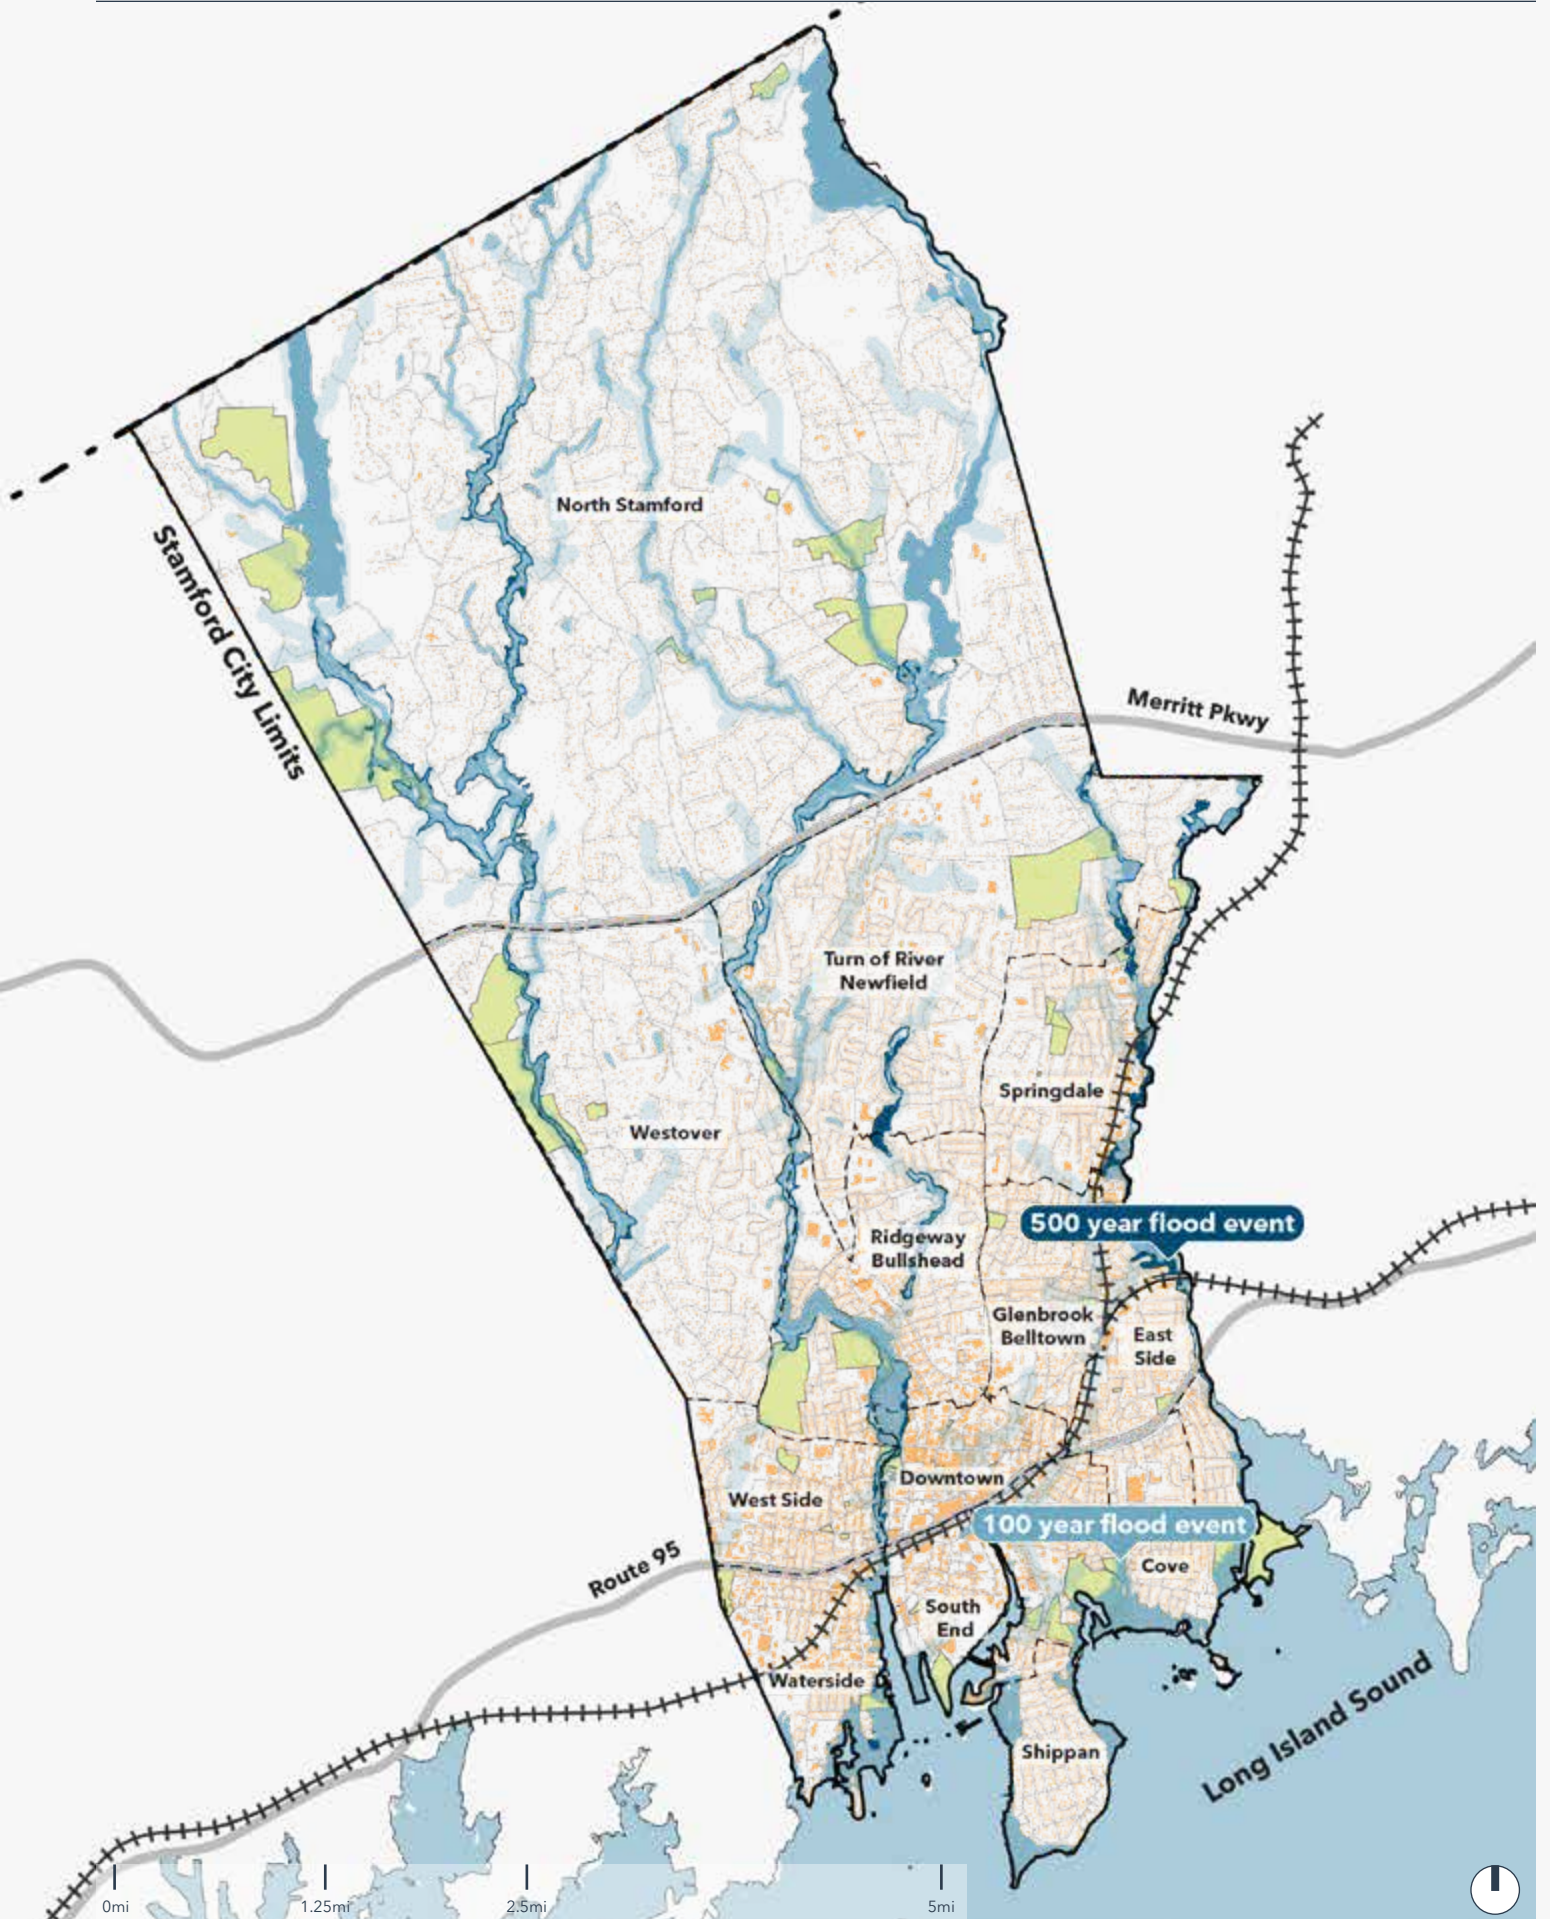 North Stamford
Stamford City Limits
Merritt Pkwy
Turn of River
Newfield
Springdale
Westover
500 year flood event
Ridgeway
Bullshead
Glenbrook
Belltown
East
Side
Downtown
West Side
100 year flood event
Route 95
Cove
South
End
Waterside
Long Island Sound
Shippan
0mi
1.25mi
2.5mi
5mi